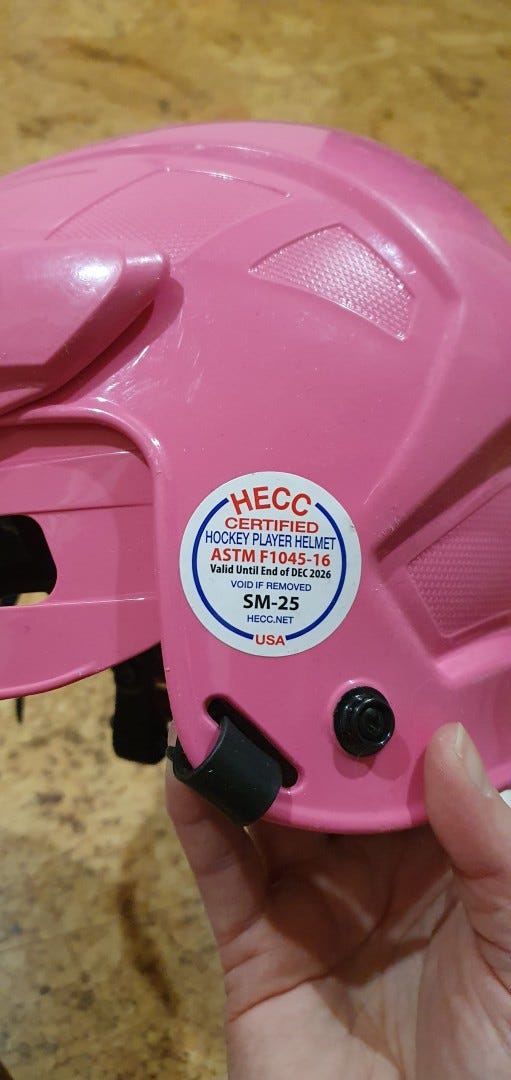 HECC
CERTIFIED
HOCKEY PLAYER HELMET
ASTM F1045-16
Valid Until End of DEC 2026
VOID IF REMOVED
SM-25
HECC.NET
USA